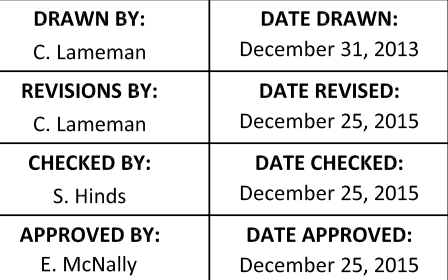 DRAWN BY: DATE DRAWN:
C. Lameman December 31, 2013
REVISIONS BY: DATE REVISED:
C. Lameman December 25, 2015
CHECKED BY: DATE CHECKED:
S. Hinds December 25, 2015
APPROVED BY: DATE APPROVED:
E. McNally December 25, 2015